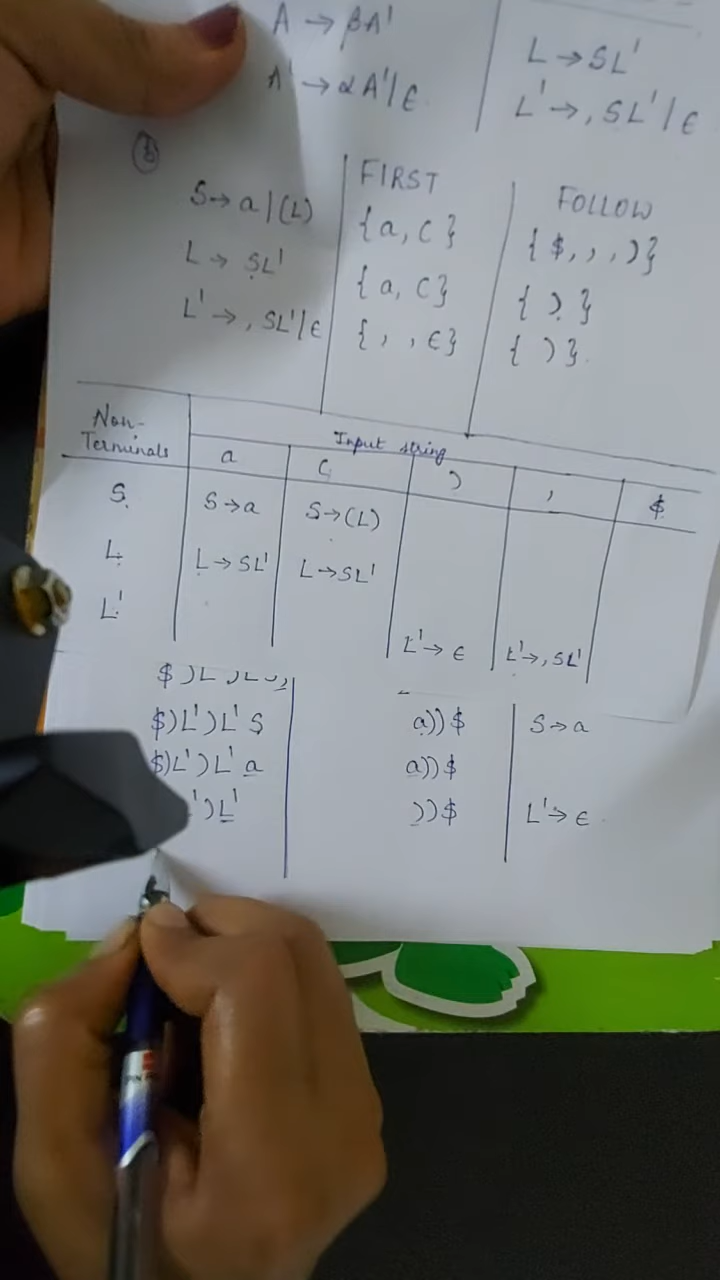 A → βA'
A' → αA'/ε
L → SL'
L' → , SL'/ε
b
FIRST
FOLLOW
S → a | (L)
{a, (}
{$, , , )}
L → SL'
{a, (}
{ ) }
L' → , SL'/ε
{ , , ε}
{ ) }
Non-Terminals
Input string
a
(
)
,
$
S
S → a
S → (L)
L
L → SL'
L → SL'
L'
L' → ε
L' → , SL'
$)L')L'S
a))$
S → a
$)L')L'a
a))$
')L'
))$
L' → ε